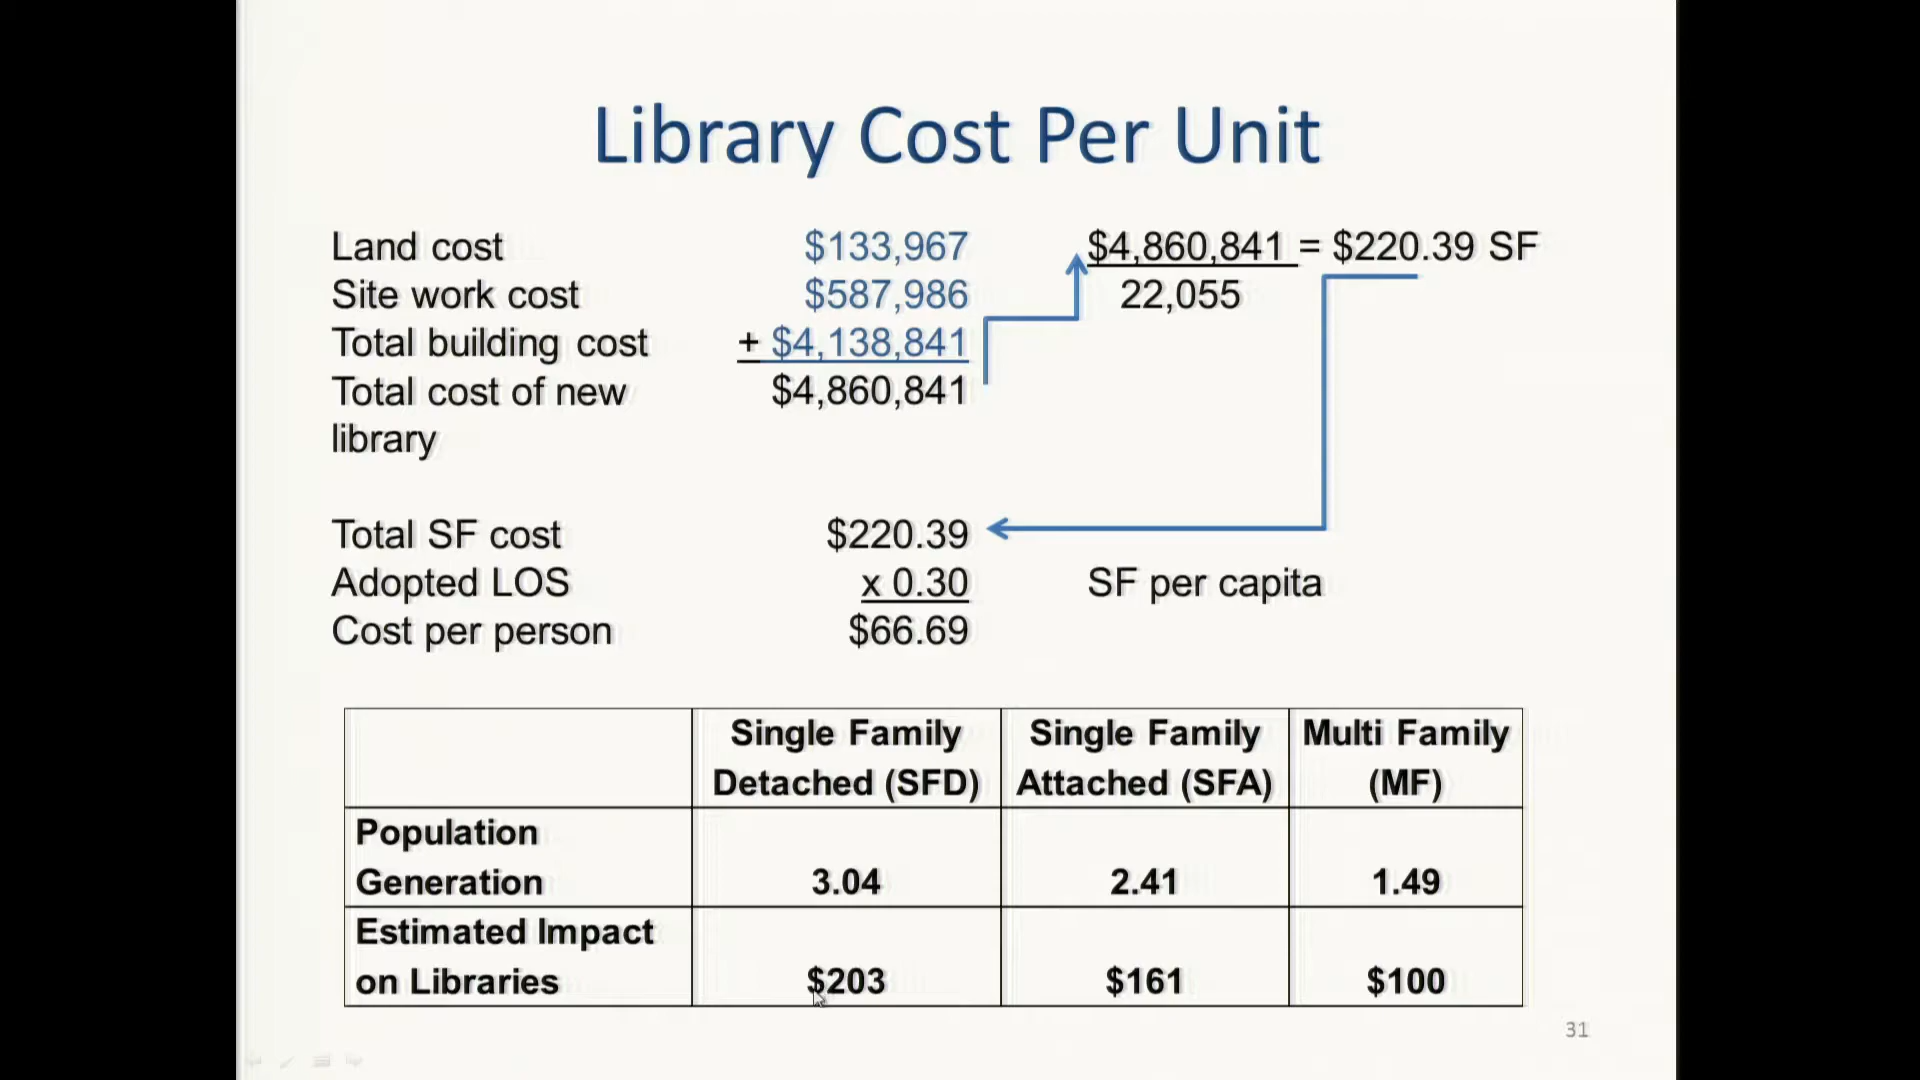 Library Cost Per Unit
Land cost $133,967 $4,860,841 = $220.39 SF
Site work cost $587,986 22,055
Total building cost + $4,138,841
Total cost of new $4,860,841
library
Total SF cost $220.39
Adopted LOS x 0.30 SF per capita
Cost per person $66.69
Single Family Single Family Multi Family
Detached (SFD) Attached (SFA) (MF)
Population
Generation 3.04 2.41 1.49
Estimated Impact
on Libraries $203 $161 $100
31